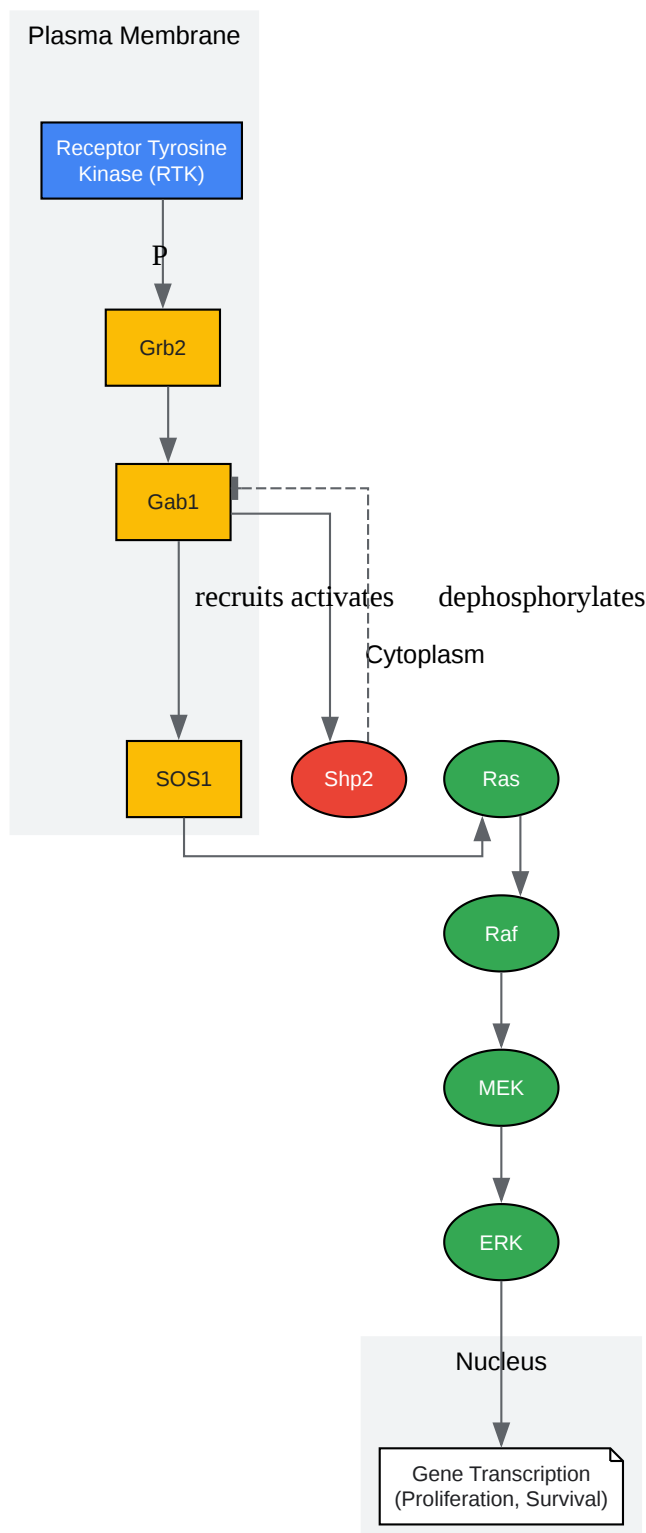 Plasma Membrane
Receptor Tyrosine
Kinase (RTK)
P
Grb2
Gab1
recruits activates
dephosphorylates
Cytoplasm
SOS1
Shp2
Ras
Raf
MEK
ERK
Nucleus
Gene Transcription
(Proliferation, Survival)